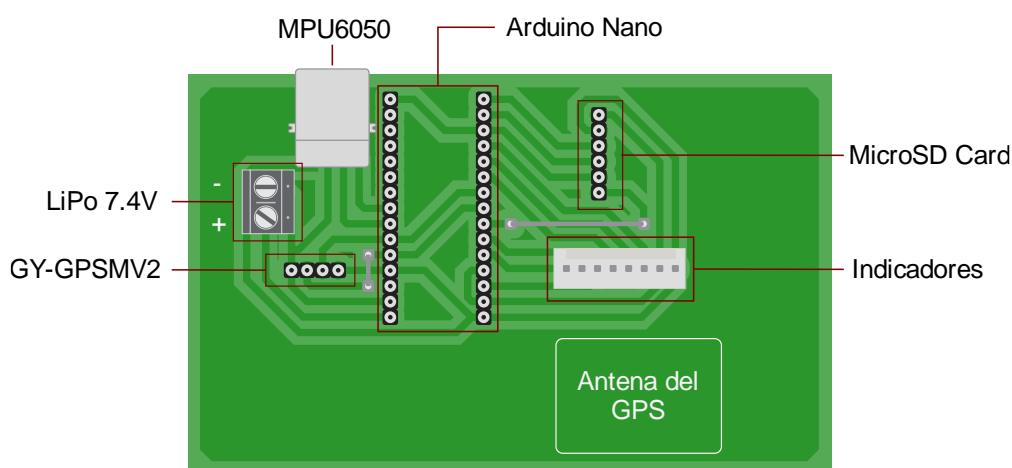 MPU6050
Arduino Nano
MicroSD Card
-
LiPo 7.4V
+
GY-GPSMV2
Indicadores
Antena del
GPS